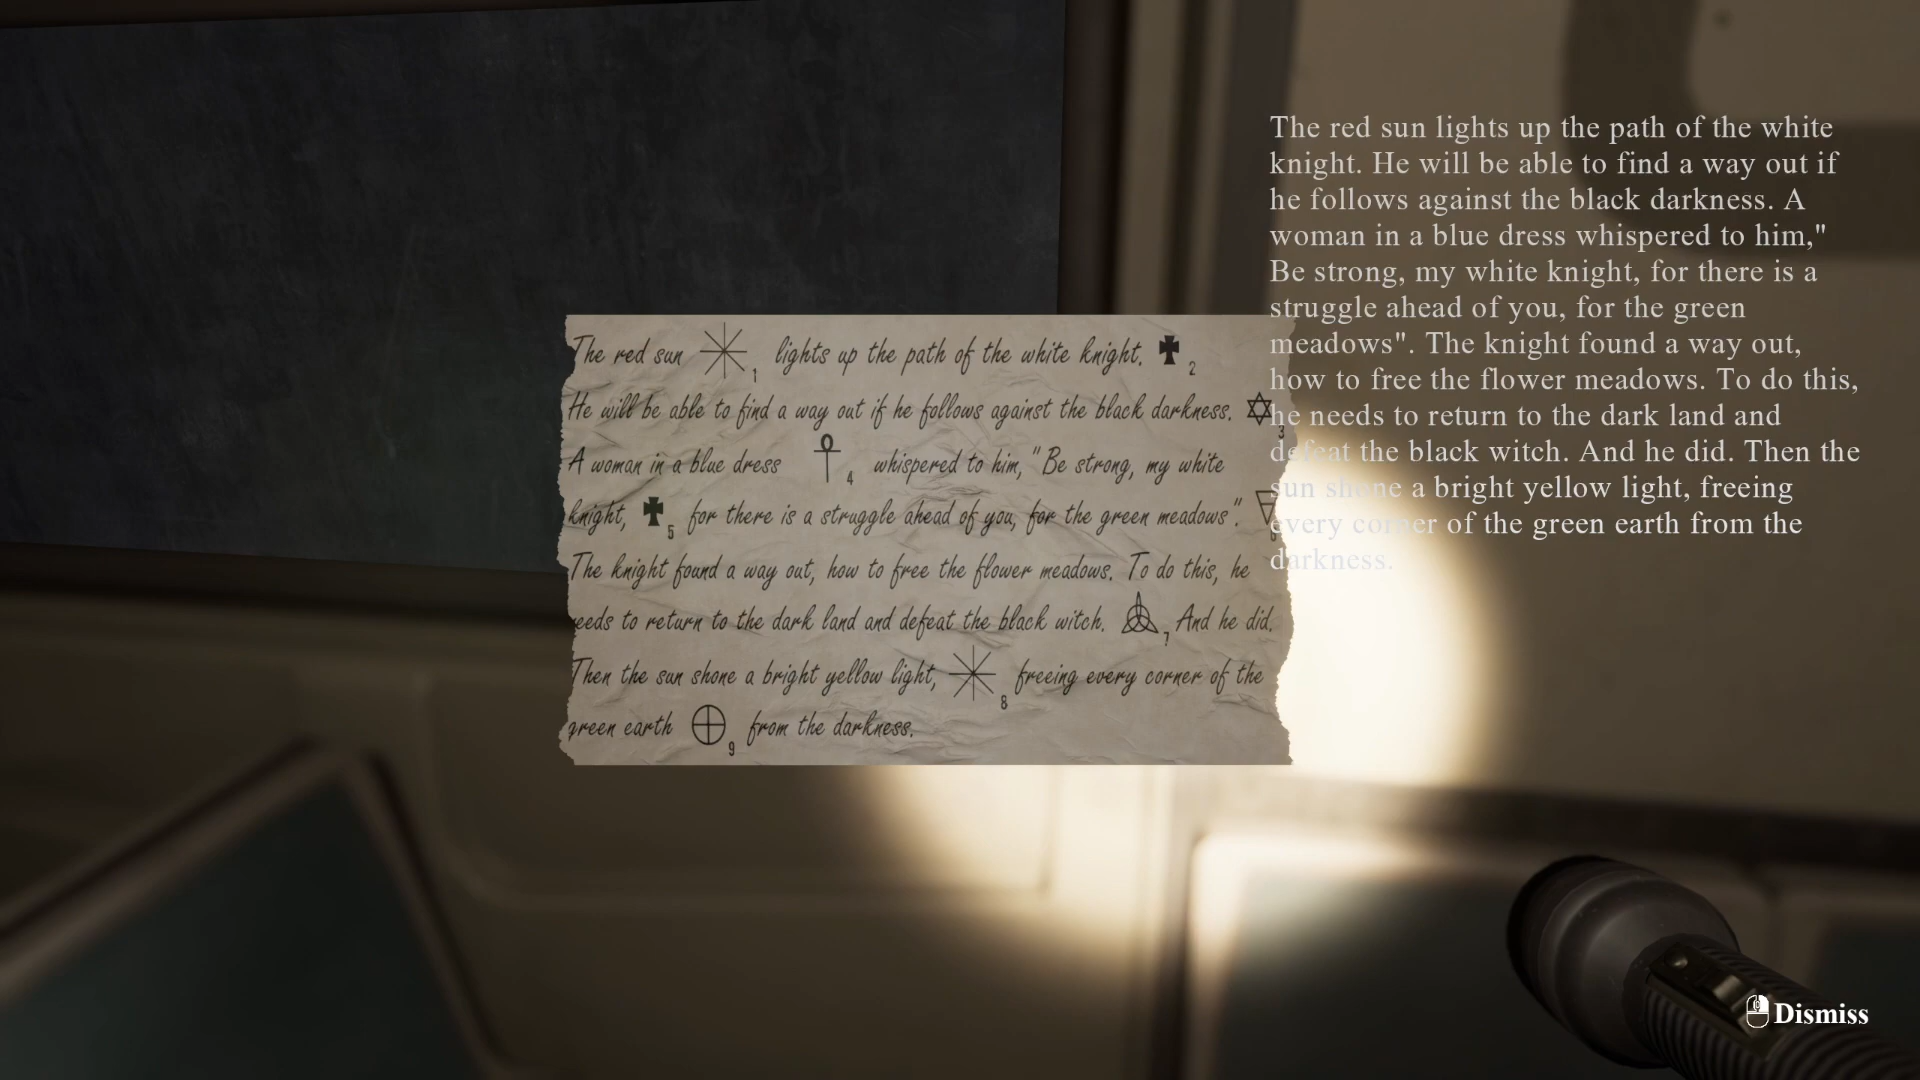 The red sun 1 lights up the path of the white knight. 2
He will be able to find a way out if he follows against the black darkness. 3
A woman in a blue dress 4 whispered to him, "Be strong, my white
knight, 5 for there is a struggle ahead of you, for the green meadows".
The knight found a way out, how to free the flower meadows. To do this, he
needs to return to the dark land and defeat the black witch. 7 And he did.
Then the sun shone a bright yellow light, 8 freeing every corner of the
green earth 9 from the darkness.
The red sun lights up the path of the white
knight. He will be able to find a way out if
he follows against the black darkness. A
woman in a blue dress whispered to him,"
Be strong, my white knight, for there is a
struggle ahead of you, for the green
meadows". The knight found a way out,
how to free the flower meadows. To do this,
he needs to return to the dark land and
defeat the black witch. And he did. Then the
sun shone a bright yellow light, freeing
every corner of the green earth from the
darkness.
Dismiss